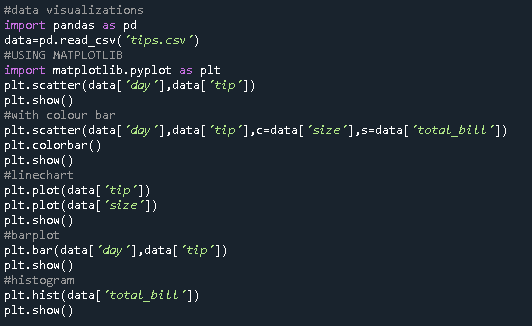 #data visualizations
import pandas as pd
data=pd.read_csv('tips.csv')
#USING MATPLOTLIB
import matplotlib.pyplot as plt
plt.scatter(data['day'],data['tip'])
plt.show()
#with colour bar
plt.scatter(data['day'],data['tip'],c=data['size'],s=data['total_bill'])
plt.colorbar()
plt.show()
#linechart
plt.plot(data['tip'])
plt.plot(data['size'])
plt.show()
#barplot
plt.bar(data['day'],data['tip'])
plt.show()
#histogram
plt.hist(data['total_bill'])
plt.show()